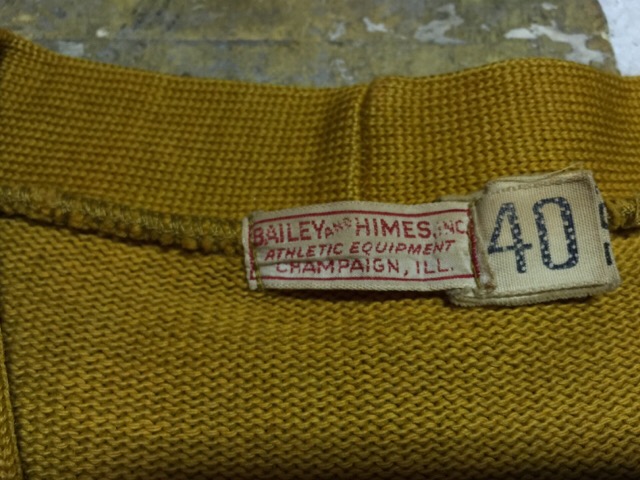 BAILEY AND HIMES, INC.
ATHLETIC EQUIPMENT
CHAMPAIGN, ILL.
40